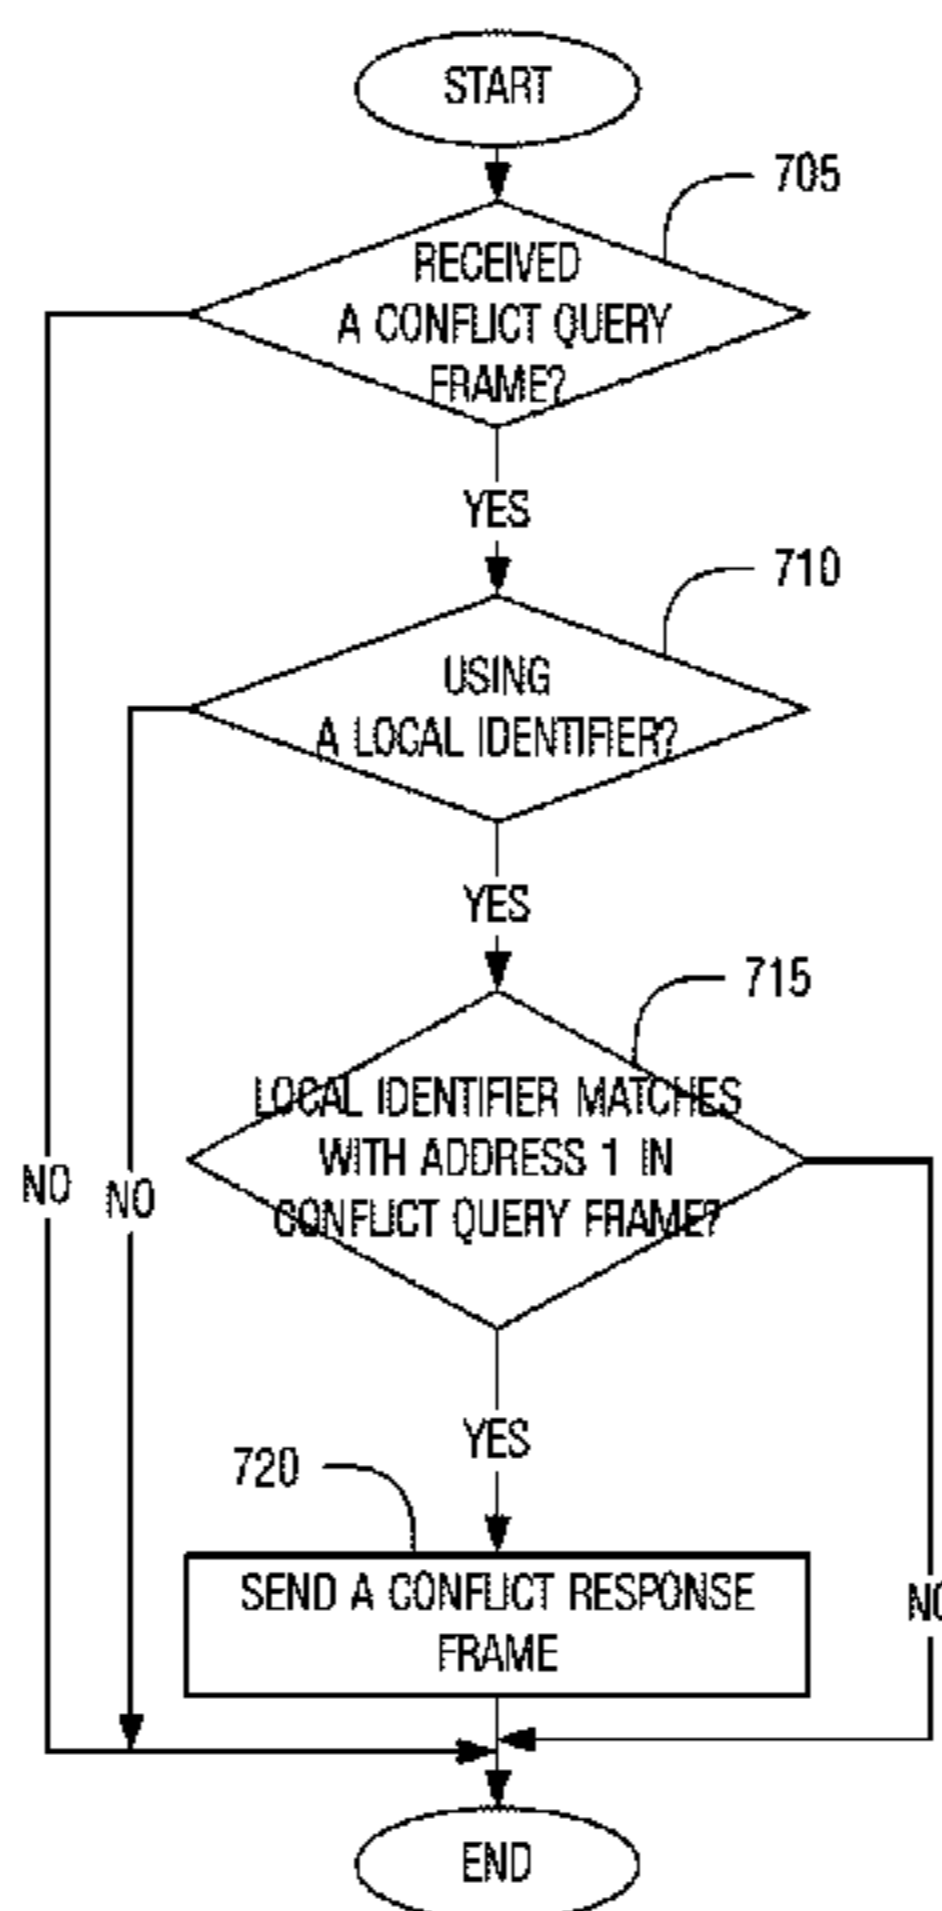 START
705
RECEIVED
A CONFLICT QUERY
FRAME?
YES
710
USING
A LOCAL IDENTIFIER?
YES
715
LOCAL IDENTIFIER MATCHES
WITH ADDRESS 1 IN
CONFLICT QUERY FRAME?
NO
NO
YES
720
SEND A CONFLICT RESPONSE
FRAME
NO
END